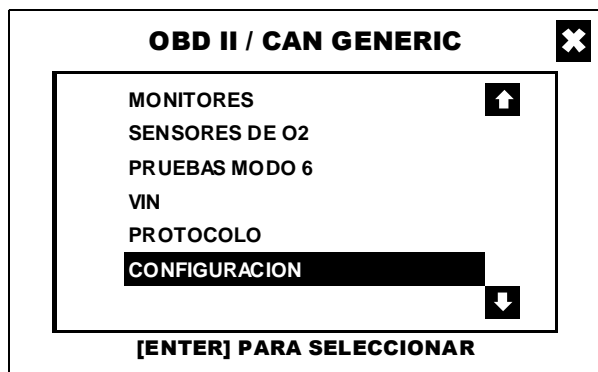 OBD II / CAN GENERIC
MONITORES
SENSORES DE O2
PRUEBAS MODO 6
VIN
PROTOCOLO
CONFIGURACION
[ENTER] PARA SELECCIONAR